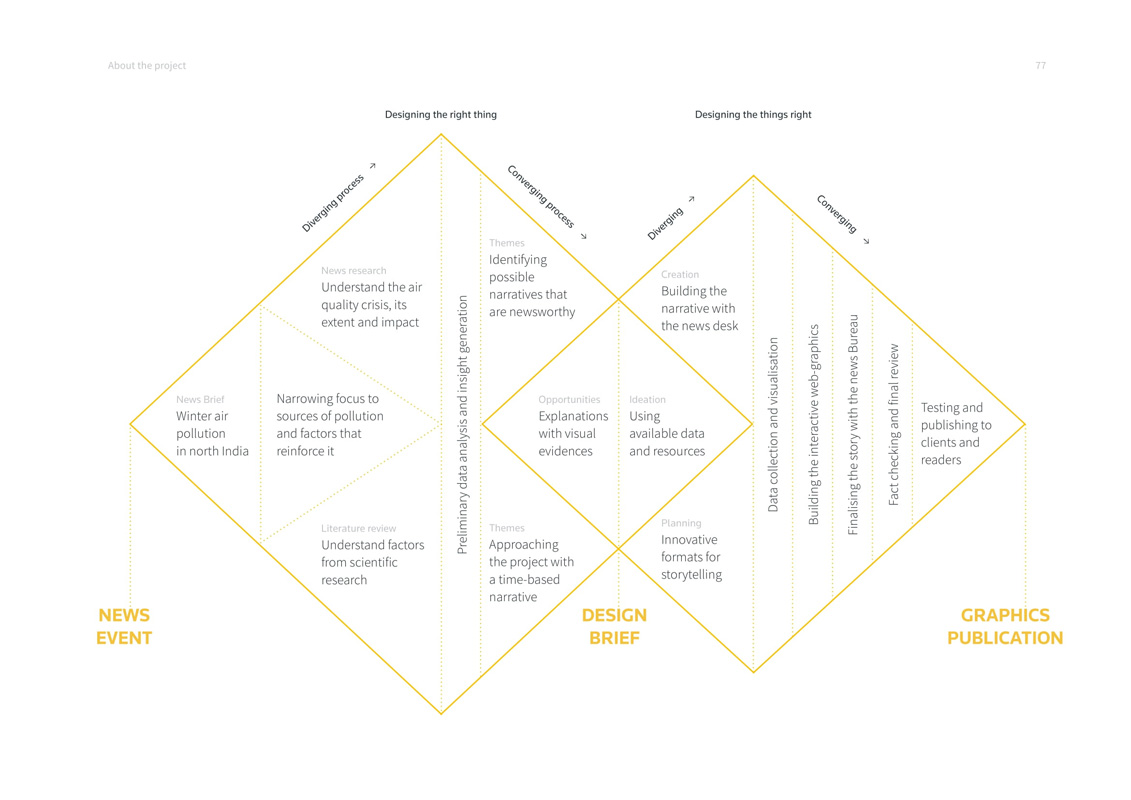 About the project
77
Designing the right thing
Designing the things right
Diverging process ↗
Converging process ↗
Diverging ↗
Converging ↗
News Brief
Winter air
pollution
in north India
News research
Understand the air
quality crisis, its
extent and impact
Narrowing focus to
sources of pollution
and factors that
reinforce it
Literature review
Understand factors
from scientific
research
Preliminary data analysis and insight generation
Themes
Identifying
possible
narratives that
are newsworthy
Opportunities
Explanations
with visual
evidences
Themes
Approaching
the project with
a time-based
narrative
Creation
Building the
narrative with
the news desk
Ideation
Using
available data
and resources
Planning
Innovative
formats for
storytelling
Data collection and visualisation
Building the interactive web-graphics
Finalising the story with the news Bureau
Fact checking and final review
Testing and
publishing to
clients and
readers
NEWS
EVENT
DESIGN
BRIEF
GRAPHICS
PUBLICATION